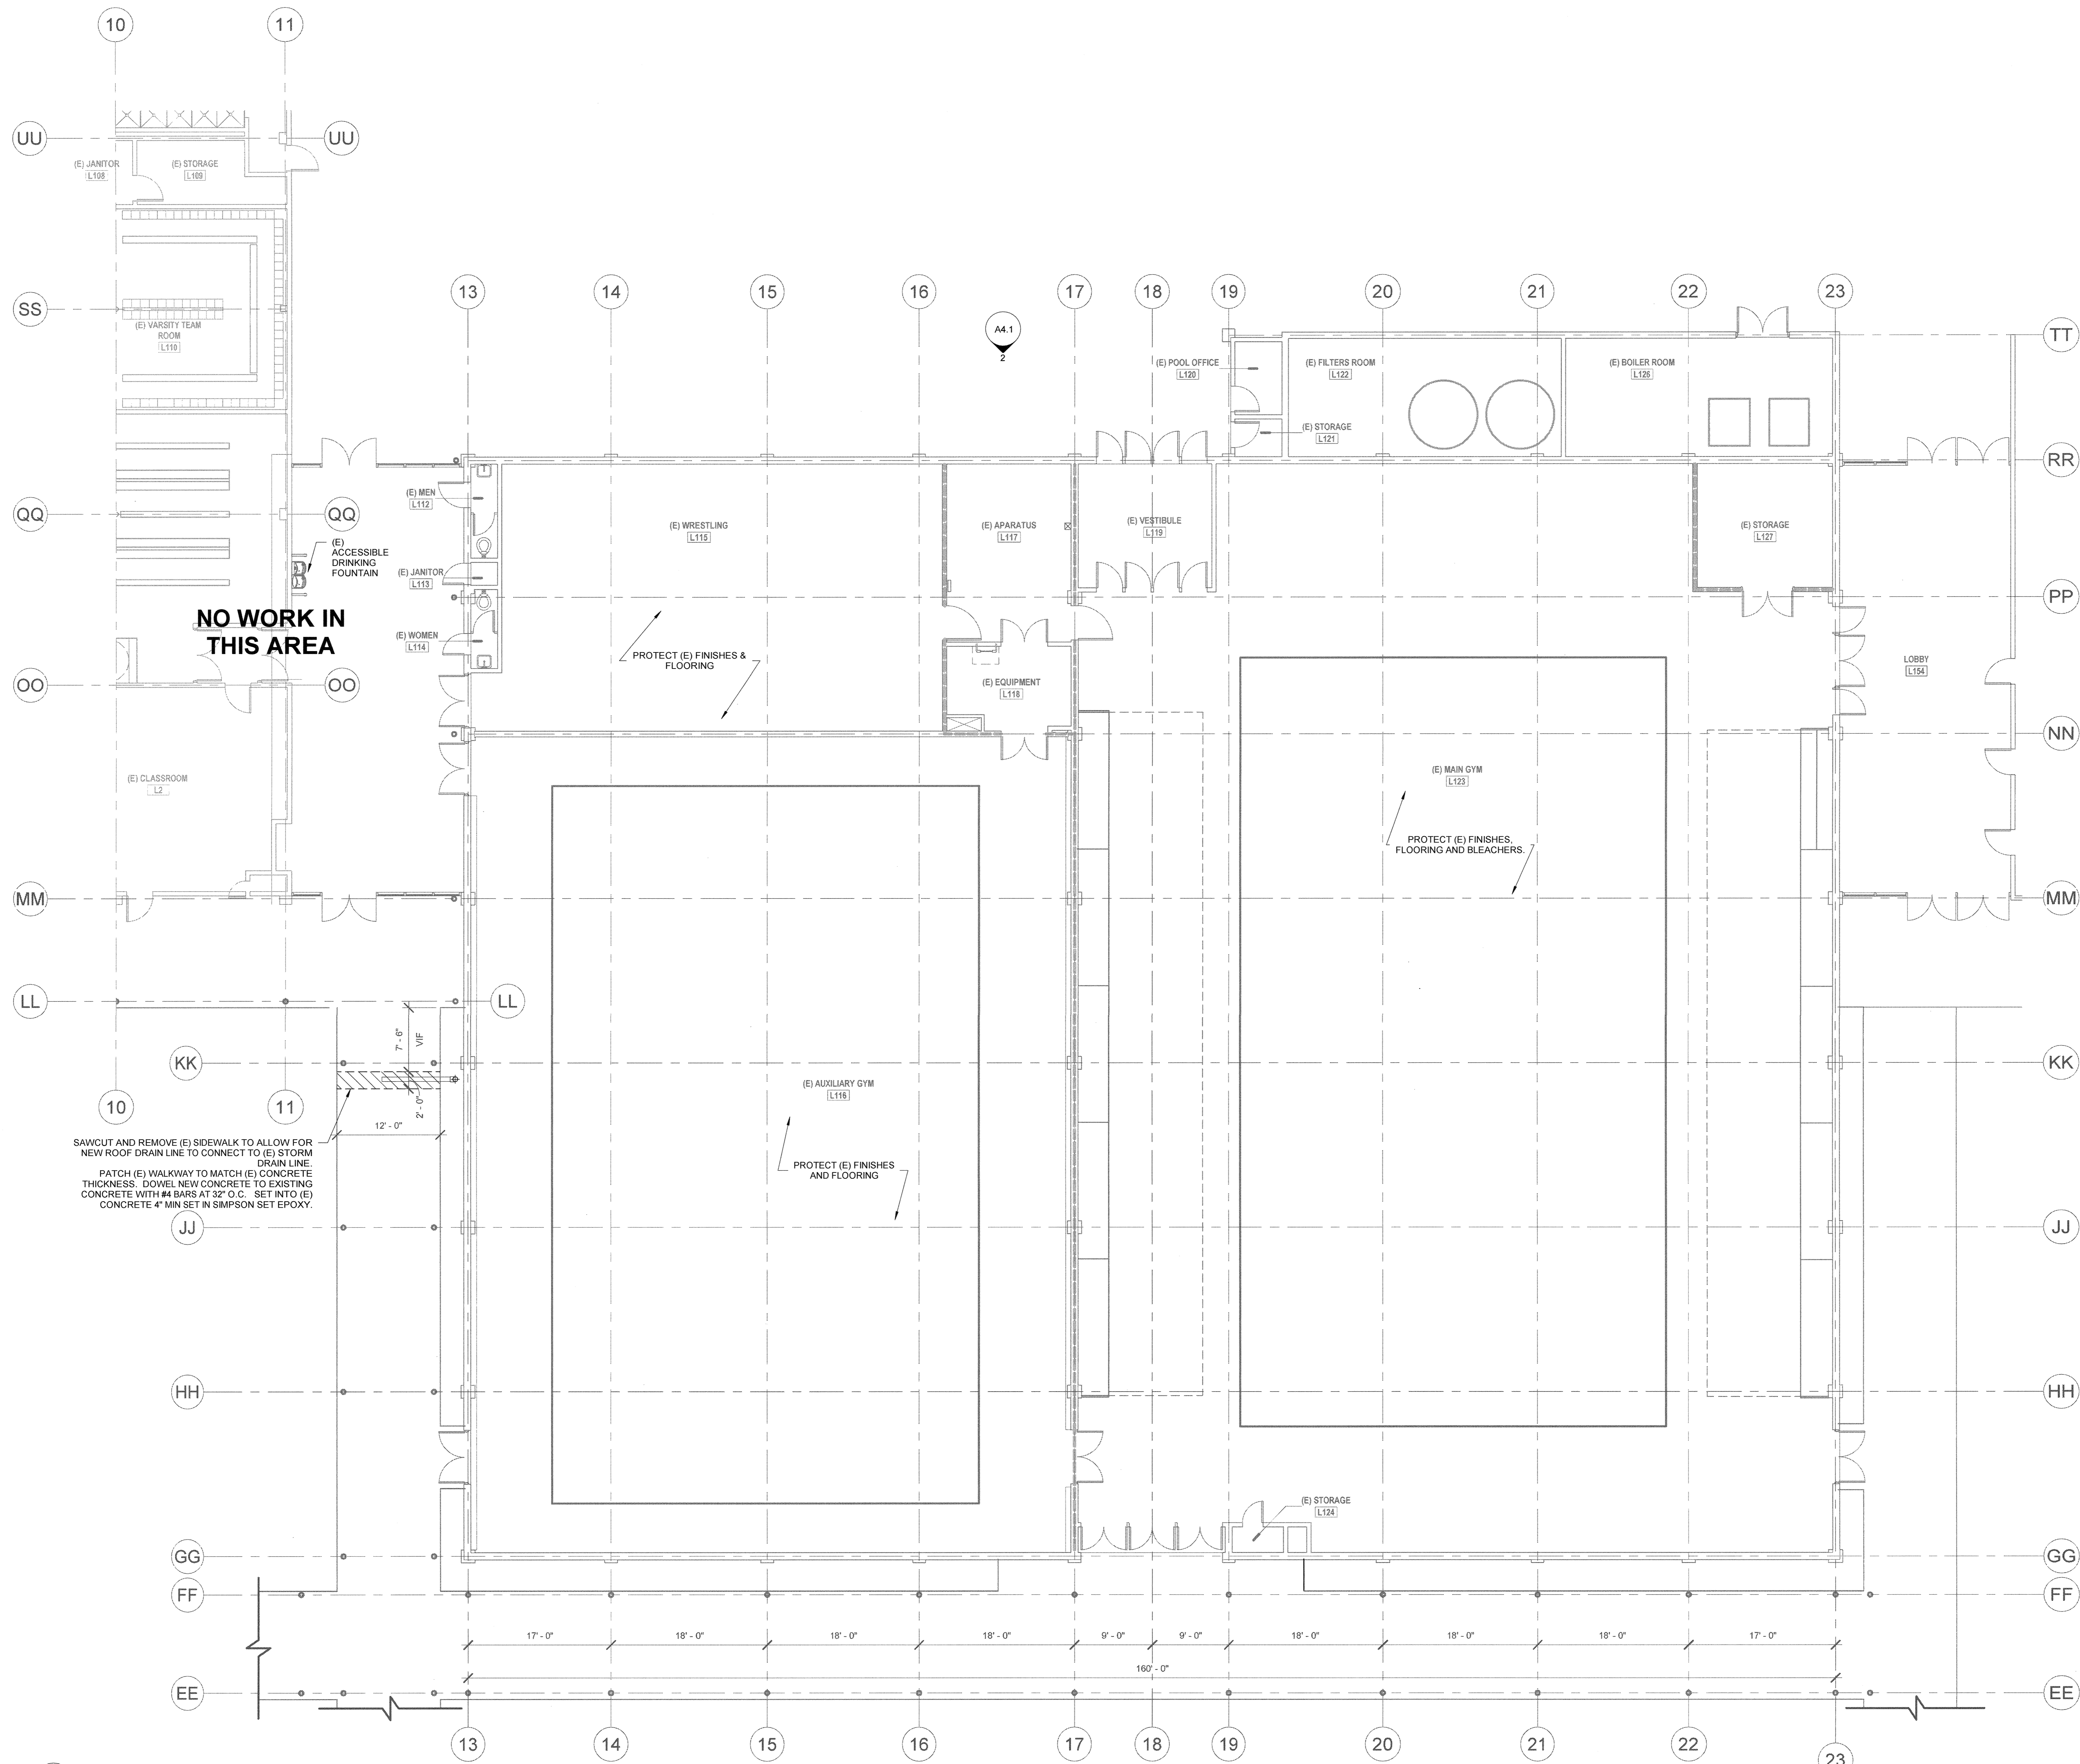 10
11
UU
UU
(E) JANITOR
L108
(E) STORAGE
L109
SS
(E) VARSITY TEAM
ROOM
L110
13
14
15
16
17
18
19
20
21
22
23
A4.1
2
TT
(E) POOL OFFICE
L120
(E) FILTERS ROOM
L122
(E) BOILER ROOM
L126
(E) STORAGE
L121
RR
QQ
QQ
(E)
ACCESSIBLE
DRINKING
FOUNTAIN
(E) MEN
L112
(E) WRESTLING
L115
(E) APARATUS
L117
(E) VESTIBULE
L119
(E) STORAGE
L127
(E) JANITOR
L113
PP
NO WORK IN
THIS AREA
(E) WOMEN
L114
PROTECT (E) FINISHES &
FLOORING
(E) EQUIPMENT
L118
LOBBY
L154
OO
OO
NN
(E) CLASSROOM
L2
(E) MAIN GYM
L123
PROTECT (E) FINISHES,
FLOORING AND BLEACHERS.
MM
MM
LL
LL
7' - 6"
VIF
KK
KK
2' - 0"
10
11
12' - 0"
(E) AUXILIARY GYM
L116
SAWCUT AND REMOVE (E) SIDEWALK TO ALLOW FOR
NEW ROOF DRAIN LINE TO CONNECT TO (E) STORM
DRAIN LINE.
PATCH (E) WALKWAY TO MATCH (E) CONCRETE
THICKNESS. DOWEL NEW CONCRETE TO EXISTING
CONCRETE WITH #4 BARS AT 32" O.C. SET INTO (E)
CONCRETE 4" MIN SET IN SIMPSON SET EPOXY.
PROTECT (E) FINISHES
AND FLOORING
JJ
JJ
HH
HH
(E) STORAGE
L124
GG
GG
FF
FF
17' - 0"
18' - 0"
18' - 0"
18' - 0"
9' - 0"
9' - 0"
18' - 0"
18' - 0"
18' - 0"
17' - 0"
160' - 0"
EE
EE
13
14
15
16
17
18
19
20
21
22
23